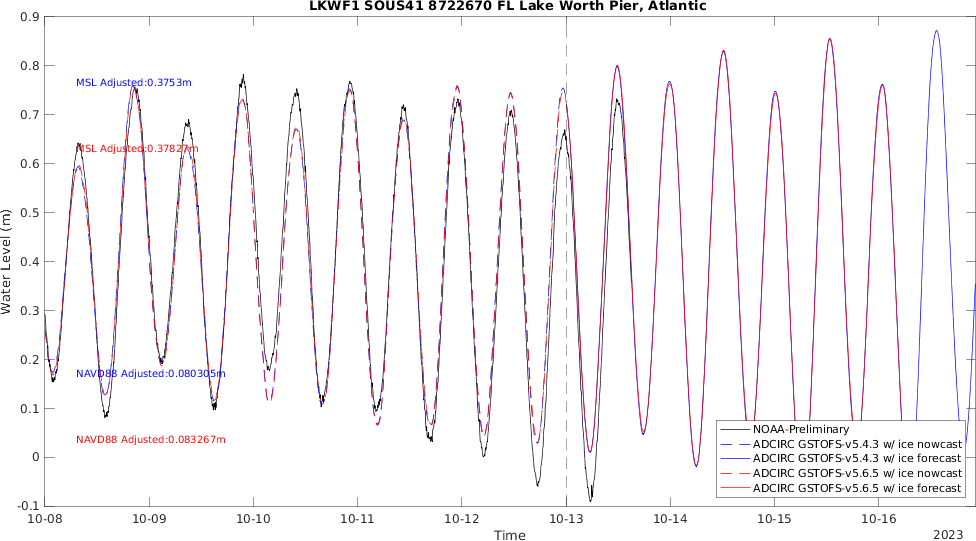 LKWF1 SOUS41 8722670 FL Lake Worth Pier, Atlantic
0.9
0.8
0.7
0.6
0.5
0.4
0.3
0.2
0.1
0
-0.1
Water Level (m)
MSL Adjusted:0.3753m
MSL Adjusted:0.37827m
NAVD88 Adjusted:0.080305m
NAVD88 Adjusted:0.083267m
NOAA-Preliminary
ADCIRC GSTOFS-v5.4.3 w/ ice nowcast
ADCIRC GSTOFS-v5.4.3 w/ ice forecast
ADCIRC GSTOFS-v5.6.5 w/ ice nowcast
ADCIRC GSTOFS-v5.6.5 w/ ice forecast
10-08 10-09 10-10 10-11 10-12 10-13 10-14 10-15 10-16
Time
2023